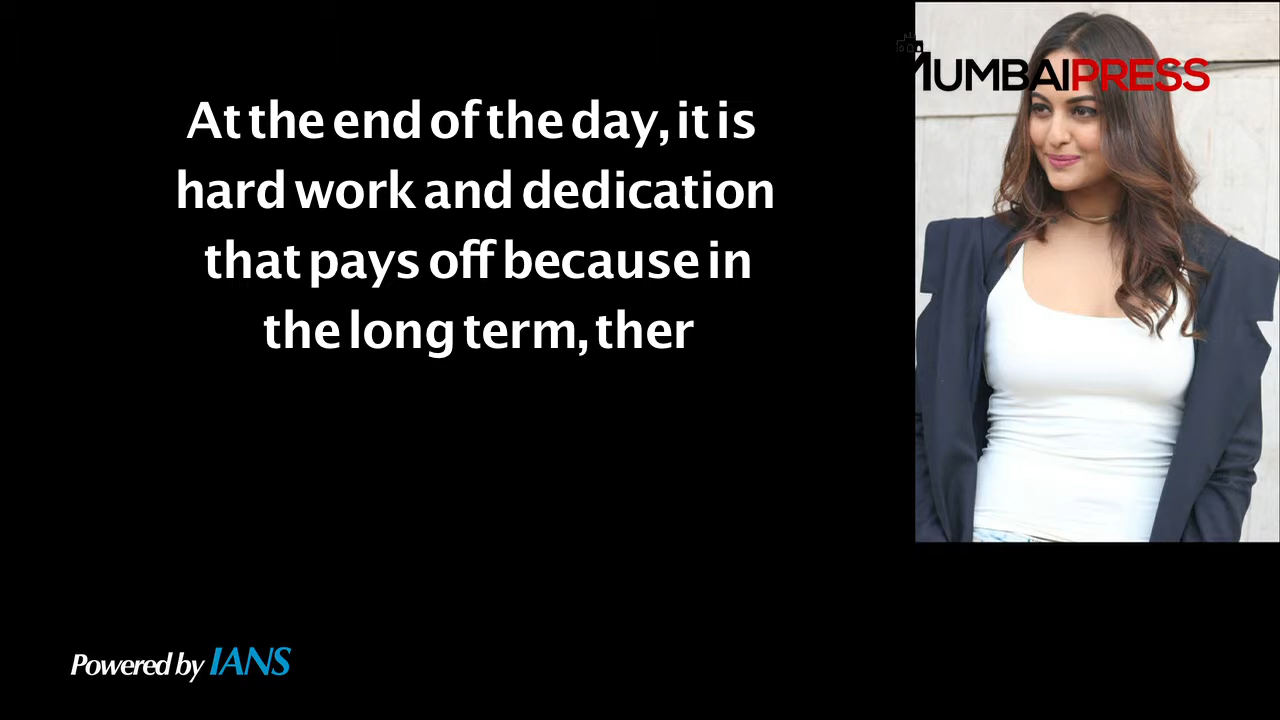 MUMBAIPRESS
At the end of the day, it is
hard work and dedication
that pays off because in
the long term, ther
Powered by IANS